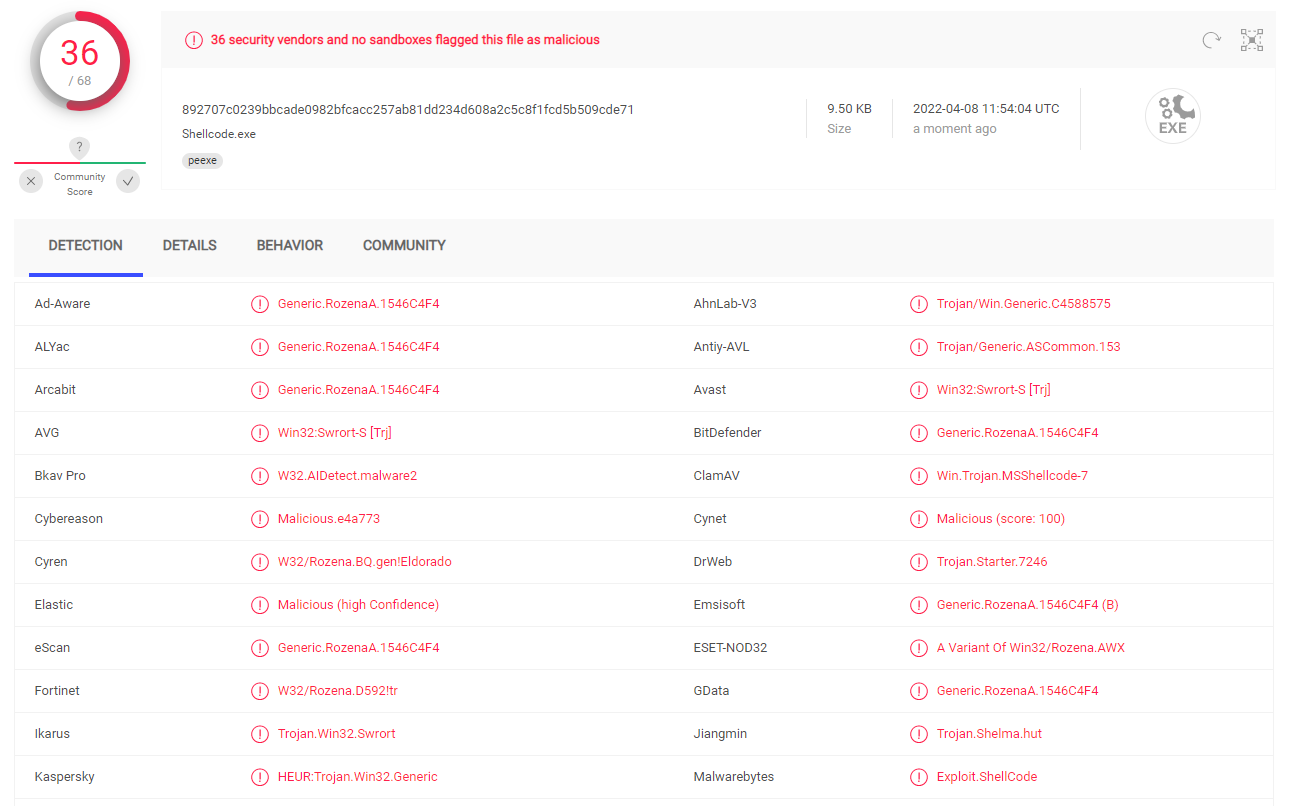 36
/ 68
36 security vendors and no sandboxes flagged this file as malicious
892707c0239bbcade0982bfcacc257ab81dd234d608a2c5c8f1fcd5b509cde71
Shellcode.exe
peexe
9.50 KB
Size
2022-04-08 11:54:04 UTC
a moment ago
EXE
?
Community
Score
DETECTION DETAILS BEHAVIOR COMMUNITY
Ad-Aware Generic.RozenaA.1546C4F4 AhnLab-V3 Trojan/Win.Generic.C4588575
ALYac Generic.RozenaA.1546C4F4 Antiy-AVL Trojan/Generic.ASCommon.153
Arcabit Generic.RozenaA.1546C4F4 Avast Win32:Swrort-S [Trj]
AVG Win32:Swrort-S [Trj] BitDefender Generic.RozenaA.1546C4F4
Bkav Pro W32.AIDetect.malware2 ClamAV Win.Trojan.MSShellcode-7
Cybereason Malicious.e4a773 Cynet Malicious (score: 100)
Cyren W32/Rozena.BQ.gen!Eldorado DrWeb Trojan.Starter.7246
Elastic Malicious (high Confidence) Emsisoft Generic.RozenaA.1546C4F4 (B)
eScan Generic.RozenaA.1546C4F4 ESET-NOD32 A Variant Of Win32/Rozena.AWX
Fortinet W32/Rozena.D592!tr GData Generic.RozenaA.1546C4F4
Ikarus Trojan.Win32.Swrort Jiangmin Trojan.Shelma.hut
Kaspersky HEUR:Trojan.Win32.Generic Malwarebytes Exploit.ShellCode